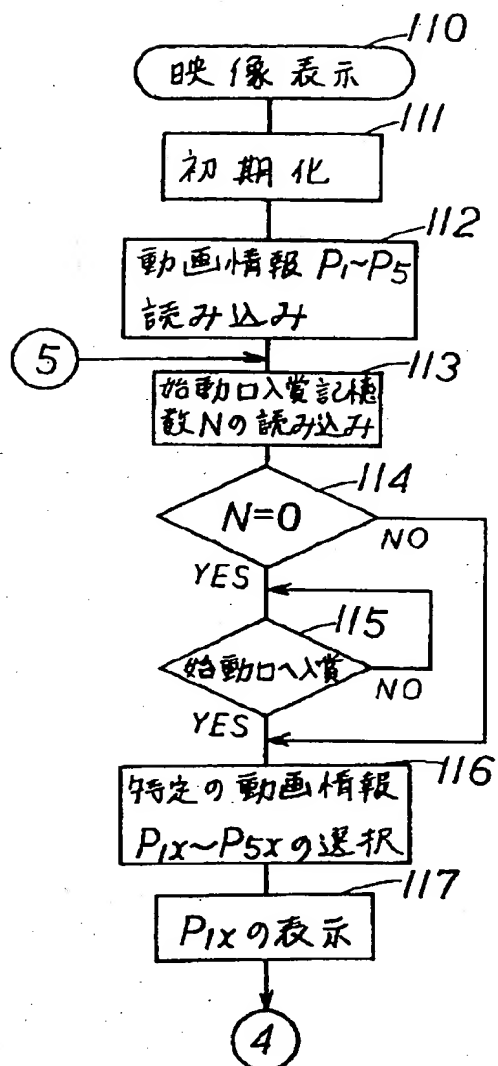 110
映像表示
111
初期化
112
動画情報 P1~P5
読み込み
5
113
始動口入賞記憶
数Nの読み込み
114
N=0
NO
YES
115
始動口へ入賞
NO
YES
116
特定の動画情報
P1x~P5xの選択
117
P1xの表示
4